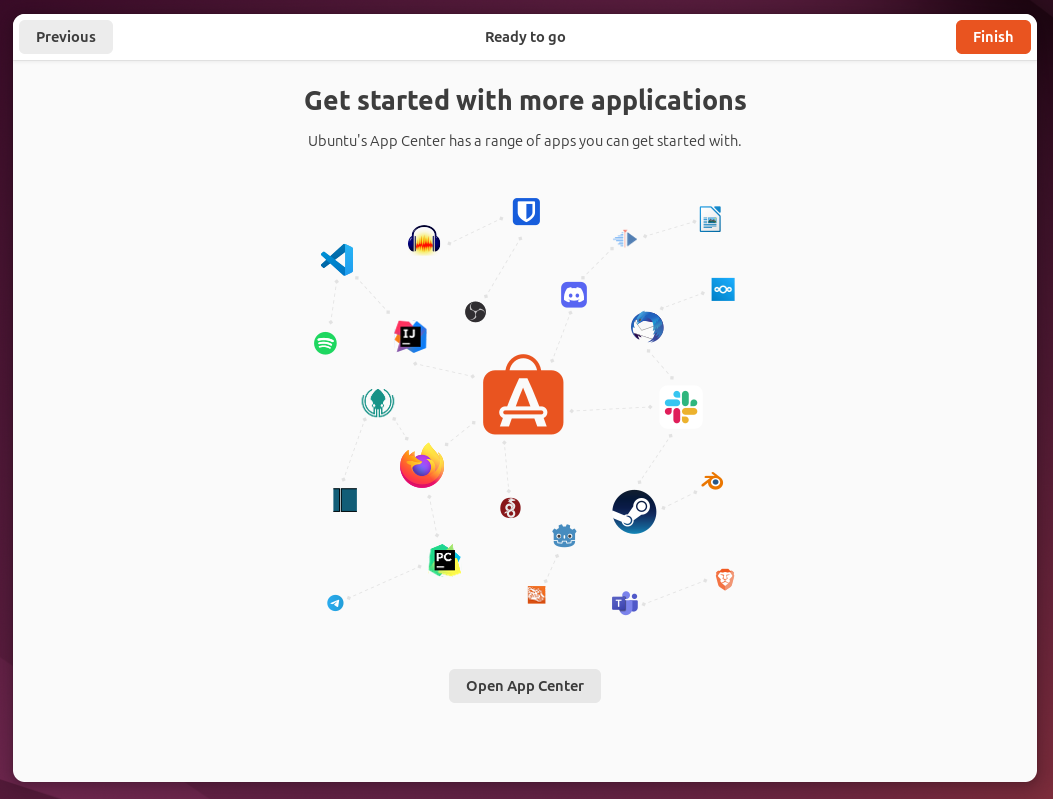 Previous
Ready to go
Finish
Get started with more applications
Ubuntu's App Center has a range of apps you can get started with.
IJ
A
PC
T
Open App Center